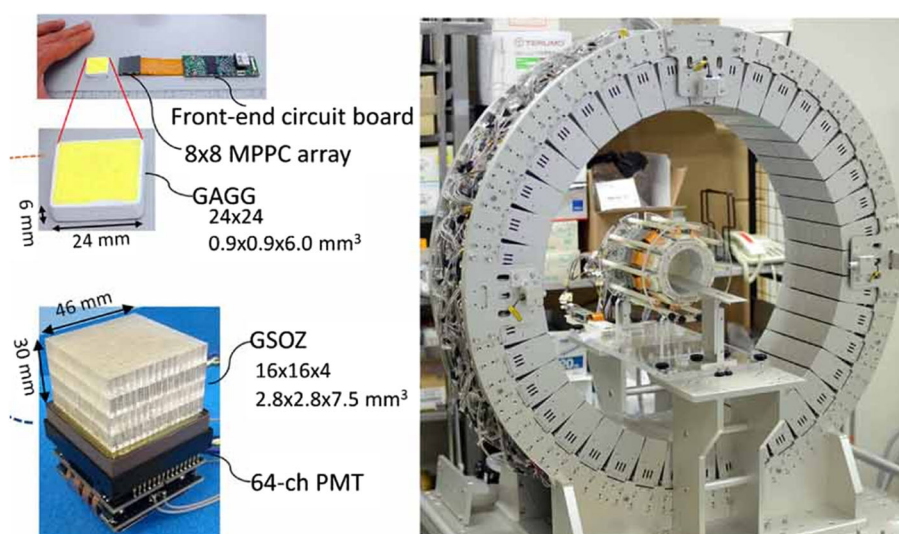 Front-end circuit board
8x8 MPPC array
GAGG
24x24
0.9x0.9x6.0 mm³
6 mm
24 mm
46 mm
30 mm
GSOZ
16x16x4
2.8x2.8x7.5 mm³
64-ch PMT
TERUMO